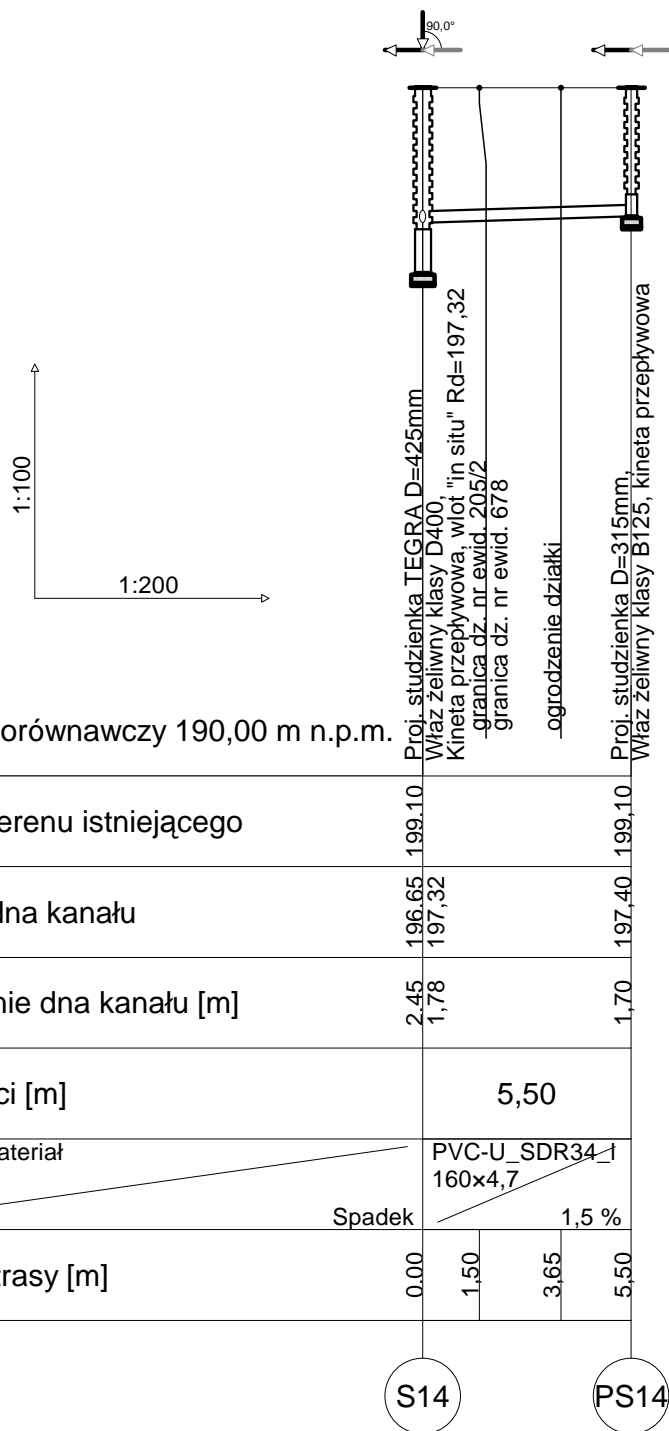 90,0°
1:100
1:200
Proj. studzienka TEGRA D=425mm
Właz żeliwny klasy D400,
Kineta przepływowa, wlot "in situ" Rd=197,32
granica dz. nr ewid. 205/2
granica dz. nr ewid. 678
ogrodzenie działki
Proj. studzienka D=315mm,
Właz żeliwny klasy B125, kineta przepływowa
orównawczy 190,00 m n.p.m.
erenu istniejącego
199.10
199,10
dna kanału
196.65
197,32
197,40
nie dna kanału [m]
2.45
1,78
1,70
ci [m]
5,50
ateriał
PVC-U_SDR34_l
160×4,7
Spadek
1,5 %
rasy [m]
0.00
1,50
3,65
5,50
S14
PS14